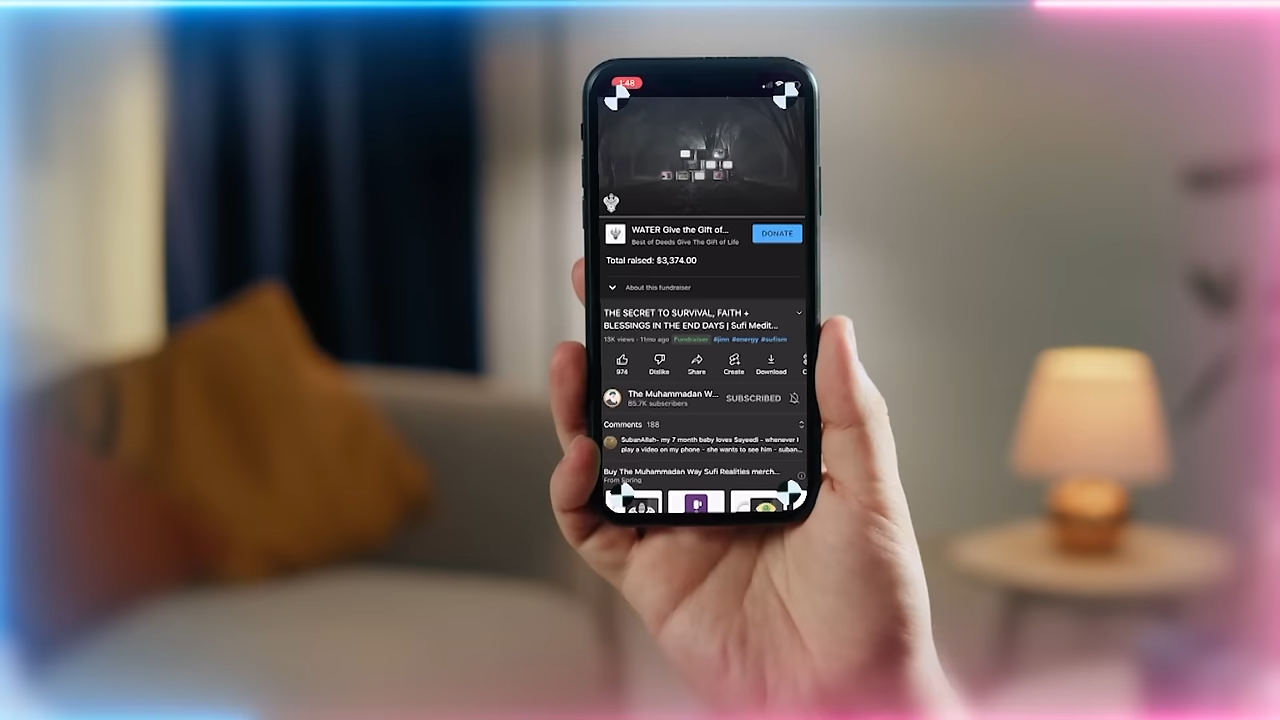 1:48
WATER Give the Gift of...
Best of Deeds Give The Gift of Life
DONATE
Total raised: $3,374.00
About this fundraiser
THE SECRET TO SURVIVAL, FAITH +
BLESSINGS IN THE END DAYS | Sufi Medit...
13K views · 11mo ago Fundraiser #jinn #energy #sufism
974 Dislike Share Create Download
The Muhammadan W...
85.7K subscribers
SUBSCRIBED
Comments 188
SubanAllah- my 7 month baby loves Sayeedi - whenever I
play a video on my phone - she wants to see him - suban...
Buy The Muhammadan Way Sufi Realities merch...
From Spring